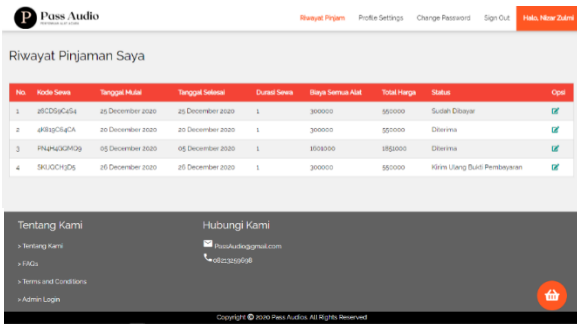 P Pass Audio
Riwayat Pinjam Profile Settings Change Password Sign Out Halo, Nizar Zulmi
Riwayat Pinjaman Saya
No. Kode Sewa Tanggal Mulai Tanggal Selesai Durasi Sewa Biaya Semua Alat Total Harga Status Opsi
1 26CDS9C4S4 25 December 2020 25 December 2020 1 300000 550000 Sudah Dibayar
2 20 December 2020 20 December 2020 1 300000 550000 Diterima
3 05 December 2020 05 December 2020 1 1601000 1851000 Diterima
4 26 December 2020 26 December 2020 1 300000 550000 Kirim Ulang Bukti Pembayaran
Tentang Kami
> Tentang Kami
> FAQs
> Terms and Conditions
> Admin Login
Hubungi Kami
PassAudio@gmail.com
Copyright © 2020 Pass Audios. All Rights Reserved